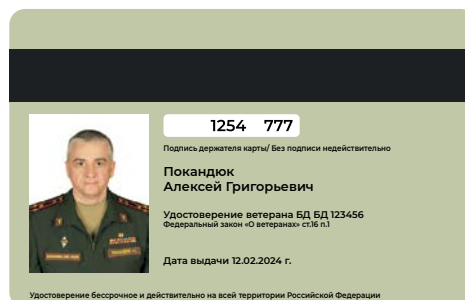 1254 777
Подпись держателя карты/ Без подписи недействительно
Покандюк
Алексей Григорьевич
Удостоверение ветерана БД БД 123456
Федеральный закон «О ветеранах» ст.16 п.1
Дата выдачи 12.02.2024 г.
Удостоверение бессрочное и действительно на всей территории Российской Федерации